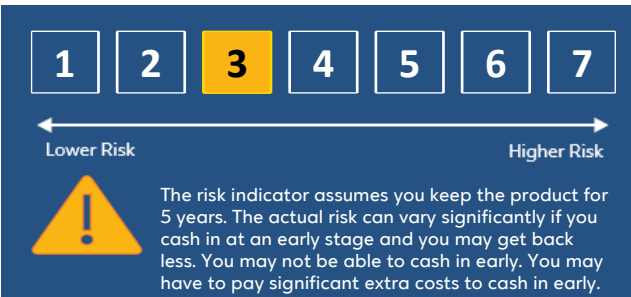 1 2 3 4 5 6 7
Lower Risk Higher Risk
The risk indicator assumes you keep the product for
5 years. The actual risk can vary significantly if you
cash in at an early stage and you may get back
less. You may not be able to cash in early. You may
have to pay significant extra costs to cash in early.